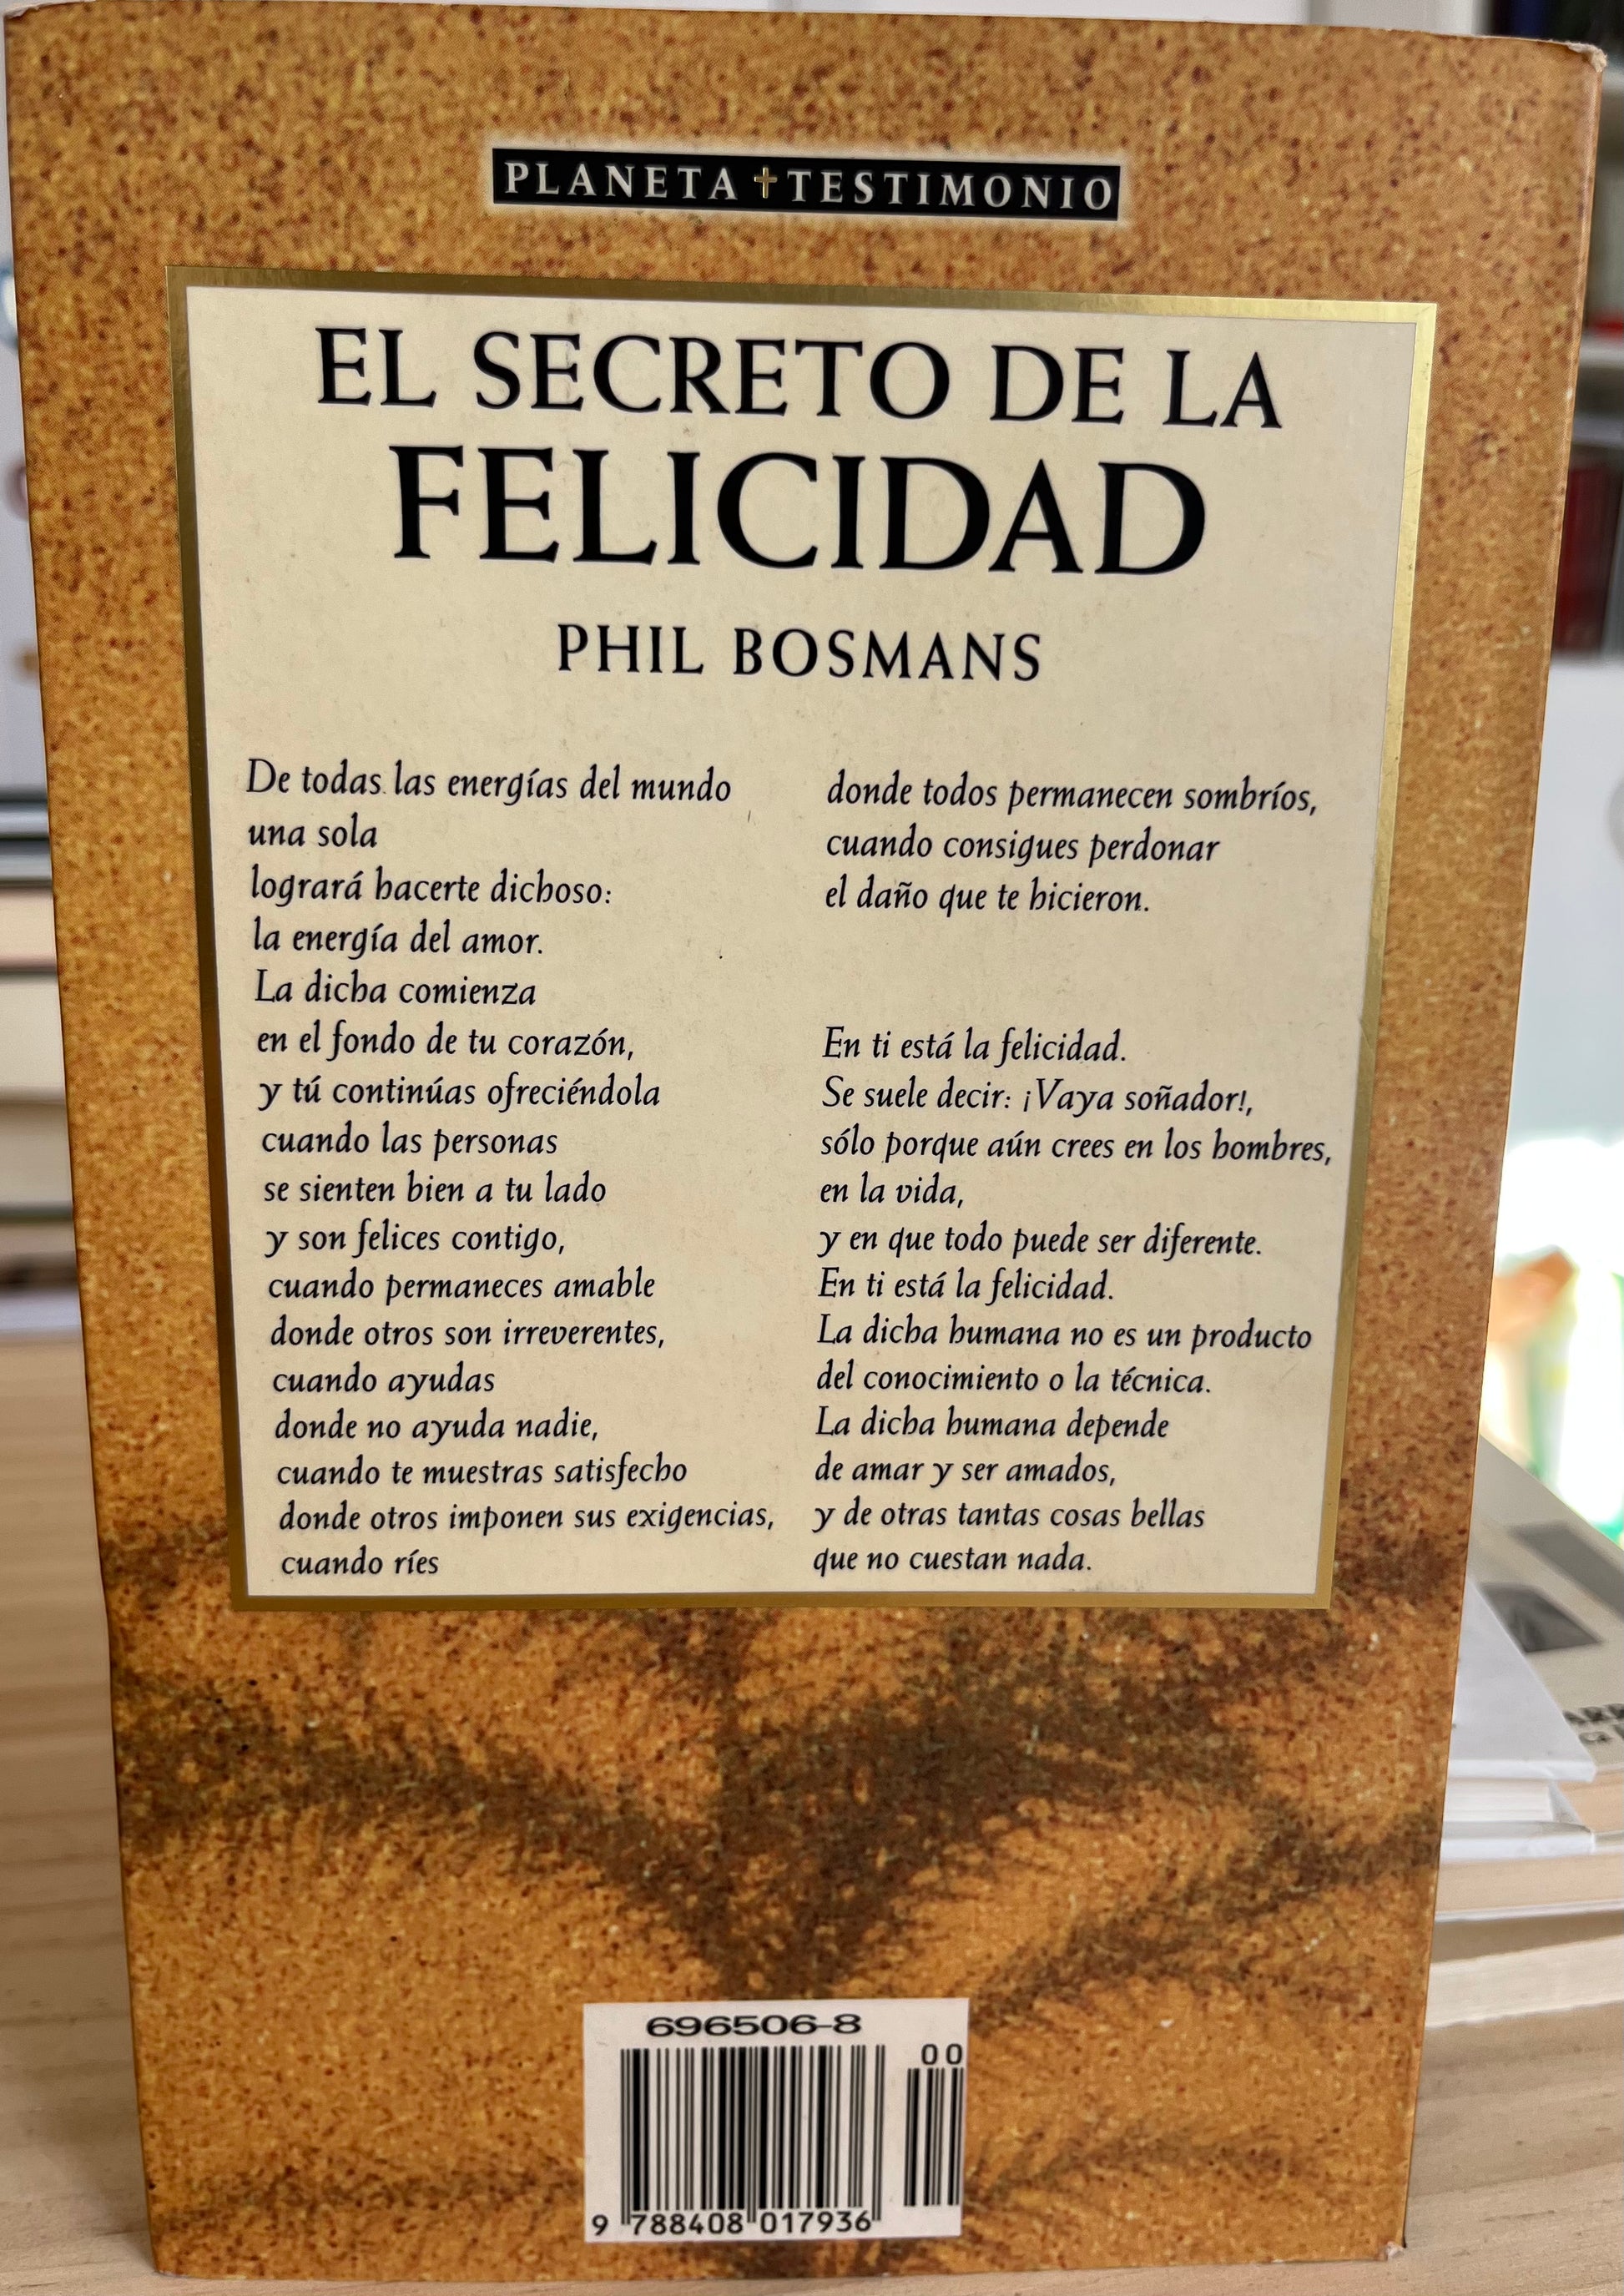 PLANETA TESTIMONIO
EL SECRETO DE LA
FELICIDAD
PHIL BOSMANS
De todas las energías del mundo
una sola
logrará hacerte dichoso:
la energía del amor.
La dicha comienza
en el fondo de tu corazón,
y tú continúas ofreciéndola
cuando las personas
se sienten bien a tu lado
y son felices contigo,
cuando permaneces amable
donde otros son irreverentes,
cuando ayudas
donde no ayuda nadie,
cuando te muestras satisfecho
donde otros imponen sus exigencias,
cuando ríes
donde todos permanecen sombríos,
cuando consigues perdonar
el daño que te hicieron.
En ti está la felicidad.
Se suele decir: ¡Vaya soñador!,
sólo porque aún crees en los hombres,
en la vida,
y en que todo puede ser diferente.
En ti está la felicidad.
La dicha humana no es un producto
del conocimiento o la técnica.
La dicha humana depende
de amar y ser amados,
y de otras tantas cosas bellas
que no cuestan nada.
696506-8
00
9 788408 017936